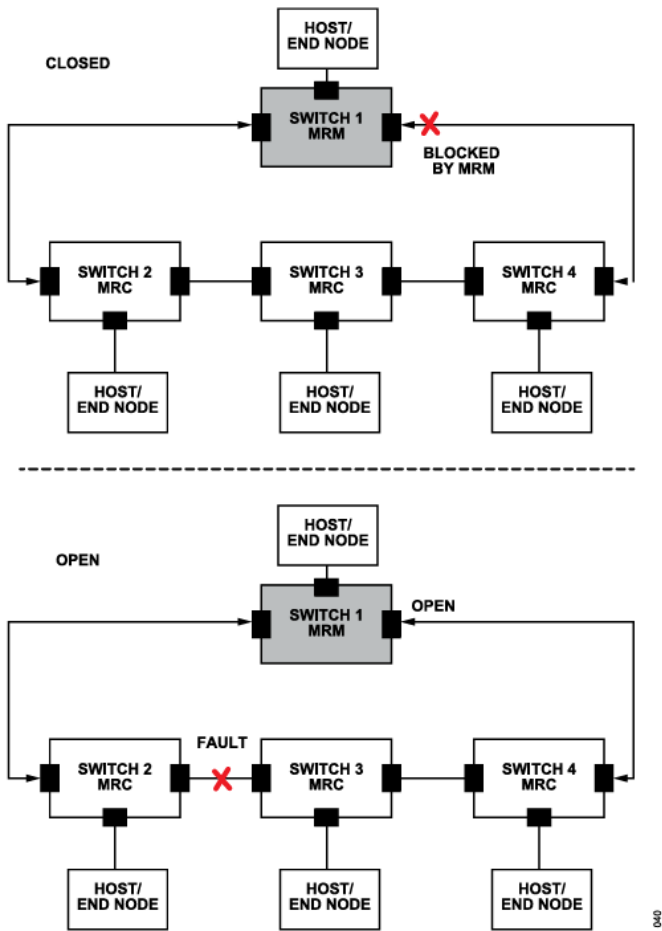 HOST/
END NODE
CLOSED
SWITCH 1
MRM
BLOCKED
BY MRM
SWITCH 2
MRC
SWITCH 3
MRC
SWITCH 4
MRC
HOST/
END NODE
HOST/
END NODE
HOST/
END NODE
HOST/
END NODE
OPEN
SWITCH 1
MRM
OPEN
FAULT
SWITCH 2
MRC
SWITCH 3
MRC
SWITCH 4
MRC
HOST/
END NODE
HOST/
END NODE
HOST/
END NODE
040